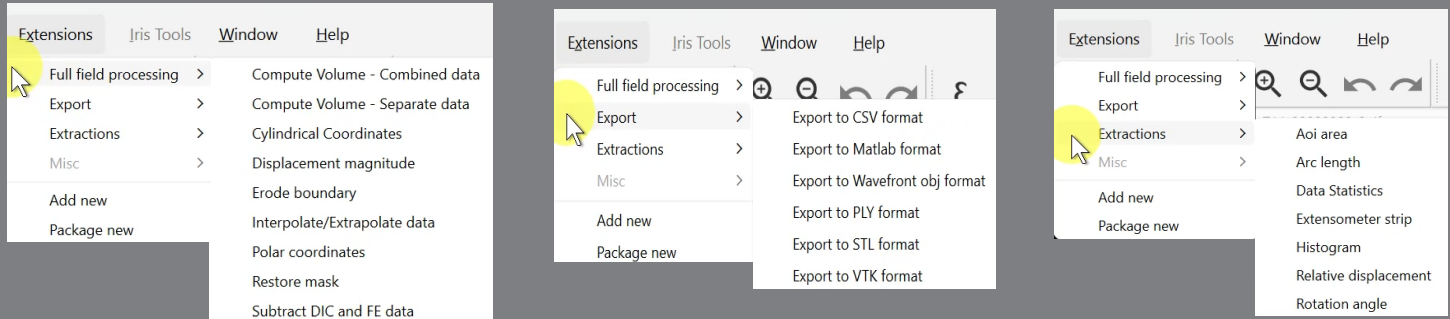 Extensions Iris Tools Window Help
Full field processing
Export
Extractions
Misc
Add new
Package new
Compute Volume - Combined data
Compute Volume - Separate data
Cylindrical Coordinates
Displacement magnitude
Erode boundary
Interpolate/Extrapolate data
Polar coordinates
Restore mask
Subtract DIC and FE data
Extensions Iris Tools Window Help
Full field processing
Export
Extractions
Misc
Add new
Package new
Export to CSV format
Export to Matlab format
Export to Wavefront obj format
Export to PLY format
Export to STL format
Export to VTK format
Extensions Iris Tools Window Help
Full field processing
Export
Extractions
Misc
Add new
Package new
Aoi area
Arc length
Data Statistics
Extensometer strip
Histogram
Relative displacement
Rotation angle